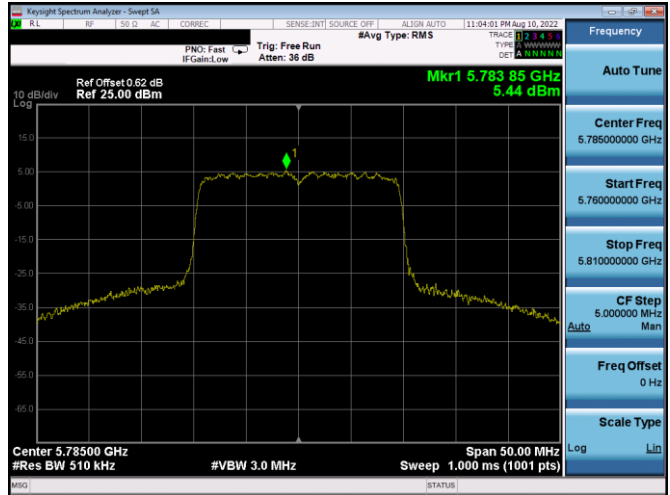 Keysight Spectrum Analyzer - Swept SA
RL RF 50 Ω AC CORREC SENSE:INT SOURCE OFF ALIGN AUTO 11:04:01 PM Aug 10, 2022
#Avg Type: RMS
TRACE 1 2 3 4 5 6
TYPE A WWWWW
DET A N N N N N
PNO: Fast
IFGain:Low
Trig: Free Run
Atten: 36 dB
Mkr1 5.783 85 GHz
5.44 dBm
Ref Offset 0.62 dB
Ref 25.00 dBm
10 dB/div
Log
15.0
5.00
-5.00
-15.0
-25.0
-35.0
-45.0
-55.0
-65.0
1
Center 5.78500 GHz
#Res BW 510 kHz
#VBW 3.0 MHz
Span 50.00 MHz
Sweep 1.000 ms (1001 pts)
MSG
STATUS
Frequency
Auto Tune
Center Freq
5.785000000 GHz
Start Freq
5.760000000 GHz
Stop Freq
5.810000000 GHz
CF Step
5.000000 MHz
Auto Man
Freq Offset
0 Hz
Scale Type
Log Lin